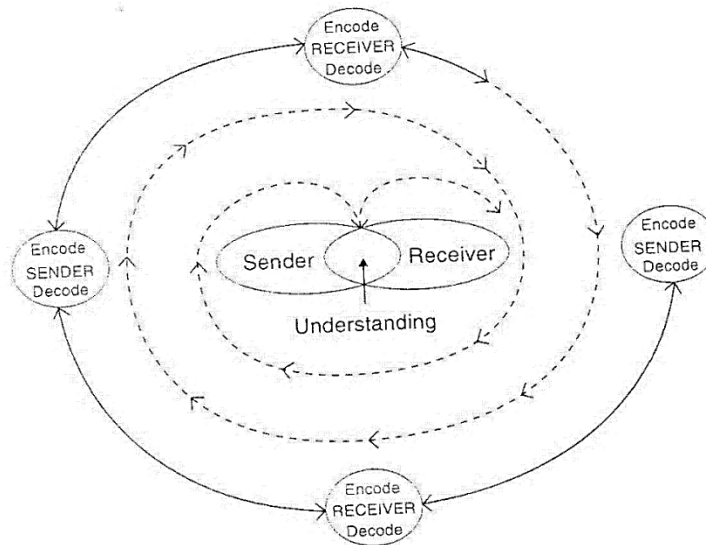 Encode
RECEIVER
Decode
Encode
SENDER
Decode
Sender
Receiver
Encode
SENDER
Decode
Understanding
Encode
RECEIVER
Decode